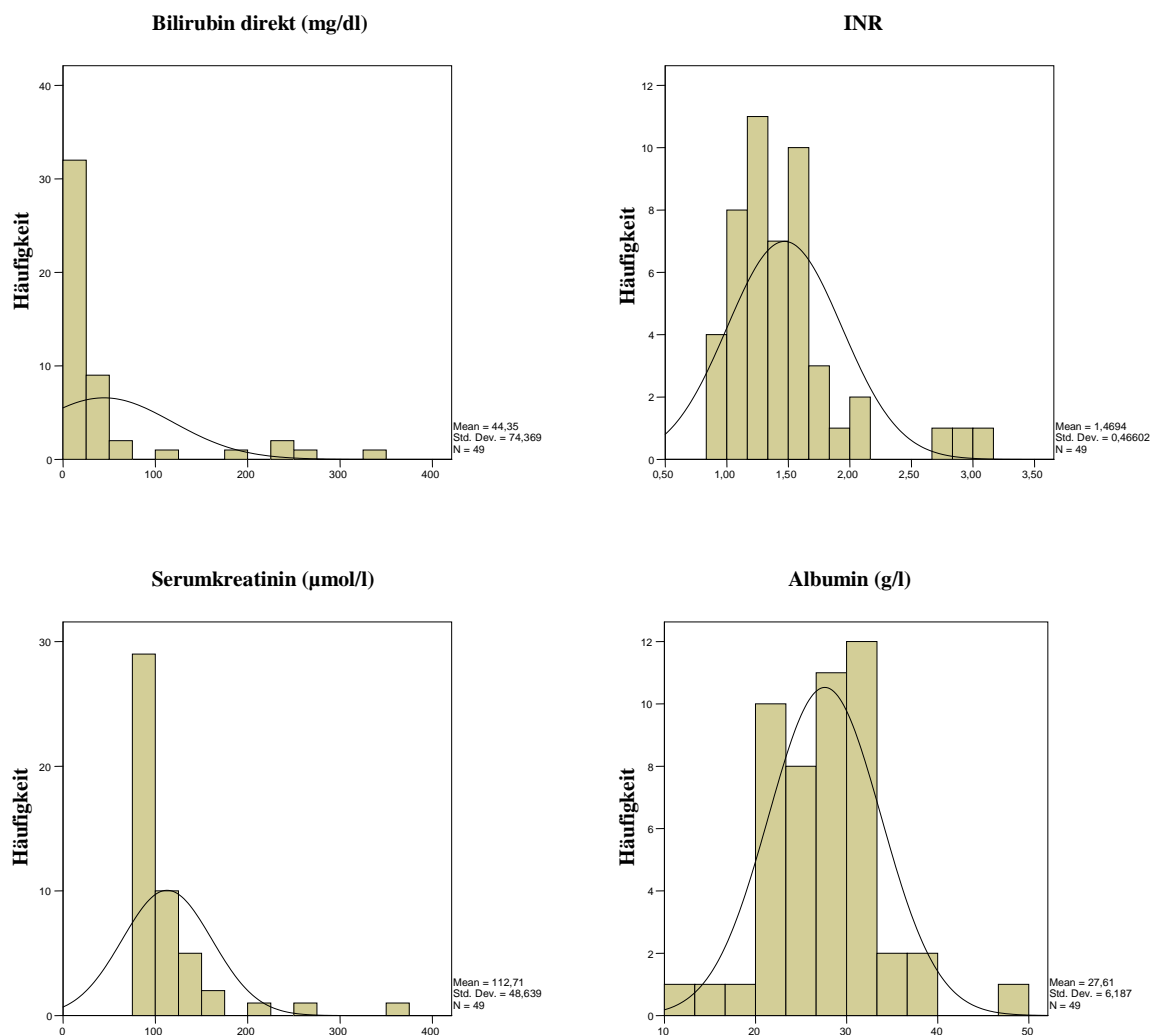 Bilirubin direkt (mg/dl)
Häufigkeit
40
30
20
10
0
0 100 200 300 400
Mean = 44,35
Std. Dev. = 74,369
N = 49
INR
Häufigkeit
12
10
8
6
4
2
0
0,50 1,00 1,50 2,00 2,50 3,00 3,50
Mean = 1,4694
Std. Dev. = 0,46602
N = 49
Serumkreatinin (µmol/l)
Häufigkeit
30
20
10
0
0 100 200 300 400
Mean = 112,71
Std. Dev. = 48,639
N = 49
Albumin (g/l)
Häufigkeit
12
10
8
6
4
2
0
10 20 30 40 50
Mean = 27,61
Std. Dev. = 6,187
N = 49